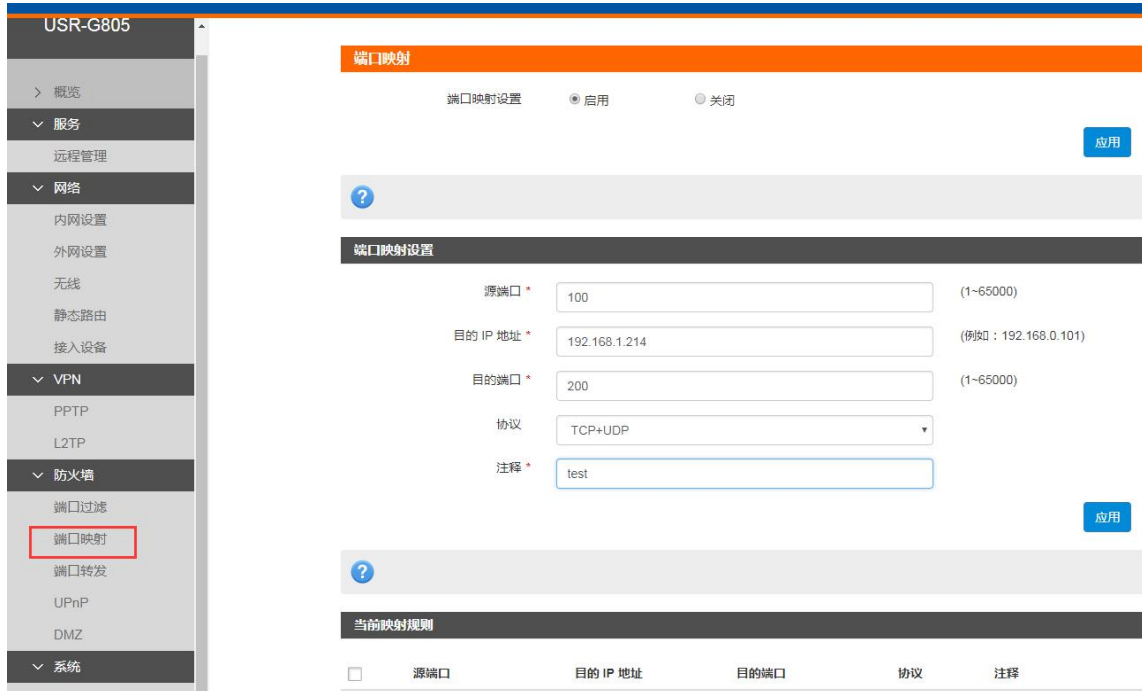 USR-G805
概览
服务
远程管理
网络
内网设置
外网设置
无线
静态路由
接入设备
VPN
PPTP
L2TP
防火墙
端口过滤
端口映射
端口转发
UPnP
DMZ
系统
端口映射
端口映射设置 启用 关闭
应用
端口映射设置
源端口 * 100 (1~65000)
目的 IP 地址 * 192.168.1.214 (例如：192.168.0.101)
目的端口 * 200 (1~65000)
协议 TCP+UDP
注释 * test
应用
当前映射规则
源端口 目的 IP 地址 目的端口 协议 注释